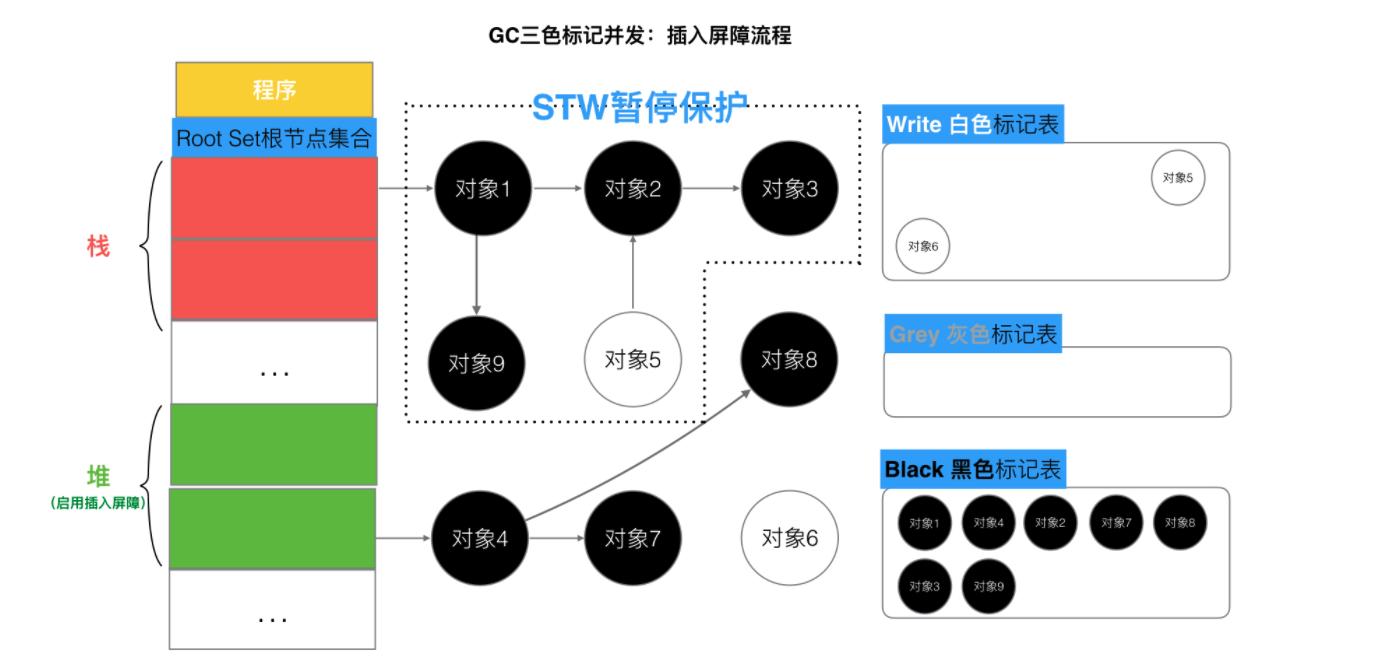 GC三色标记并发：插入屏障流程
程序
Root Set根节点集合
栈
...
堆
(启用插入屏障)
...
STW暂停保护
对象1
对象2
对象3
对象9
对象5
对象8
对象4
对象7
对象6
Write 白色标记表
对象5
对象6
Grey 灰色标记表
Black 黑色标记表
对象1
对象4
对象2
对象7
对象8
对象3
对象9